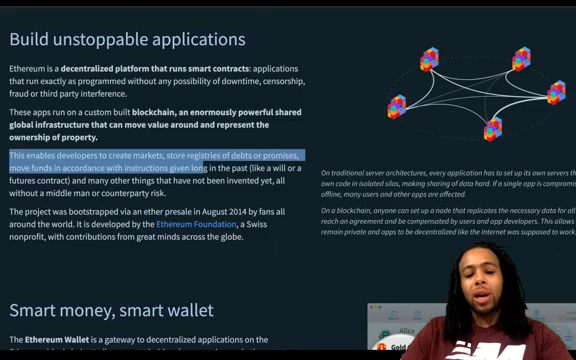 Build unstoppable applications
Ethereum is a decentralized platform that runs smart contracts: applications
that run exactly as programmed without any possibility of downtime, censorship,
fraud or third party interference.
These apps run on a custom built blockchain, an enormously powerful shared
global infrastructure that can move value around and represent the
ownership of property.
This enables developers to create markets, store registries of debts or promises,
move funds in accordance with instructions given long in the past (like a will or a
futures contract) and many other things that have not been invented yet, all
without a middle man or counterparty risk.
The project was bootstrapped via an ether presale in August 2014 by fans all
around the world. It is developed by the Ethereum Foundation, a Swiss
nonprofit, with contributions from great minds across the globe.
On traditional server architectures, every application has to set up its own servers
own code in isolated silos, making sharing of data hard. If a single app is
offline, many users and other apps are affected.
On a blockchain, anyone can set up a node that replicates the necessary data for all
reach an agreement and be compensated by users and app developers. This allows
remain private and apps to be decentralized like the Internet was supposed to work.
Smart money, smart wallet
The Ethereum Wallet is a gateway to decentralized applications on the
Alice
Gold